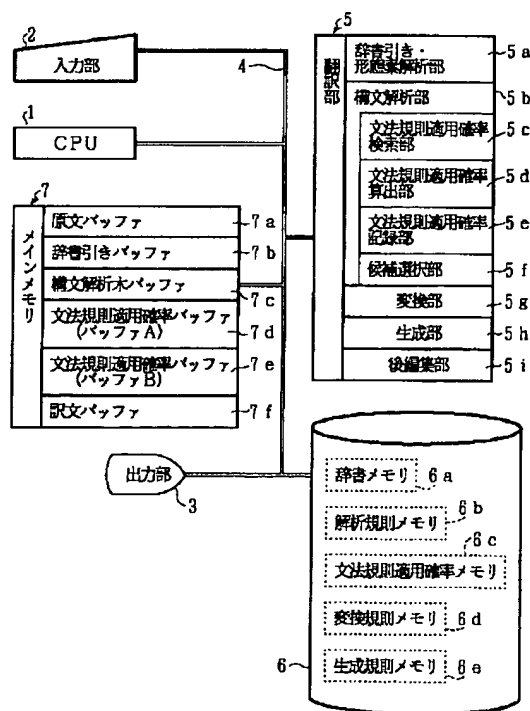 2
入力部
4
1
CPU
7
メインメモリ
原文バッファ
7a
辞書引きバッファ
7b
構文解析木バッファ
7c
文法規則適用確率バッファ
(バッファA)
7d
文法規則適用確率バッファ
(バッファB)
7e
訳文バッファ
7f
出力部
3
5
翻訳部
辞書引き・
形態素解析部
5a
構文解析部
5b
文法規則適用確率
検索部
5c
文法規則適用確率
算出部
5d
文法規則適用確率
記録部
5e
候補選択部
5f
変換部
5g
生成部
5h
後編集部
5i
辞書メモリ
6a
解析規則メモリ
6b
6c
文法規則適用確率メモリ
変換規則メモリ
6d
6
生成規則メモリ
6e